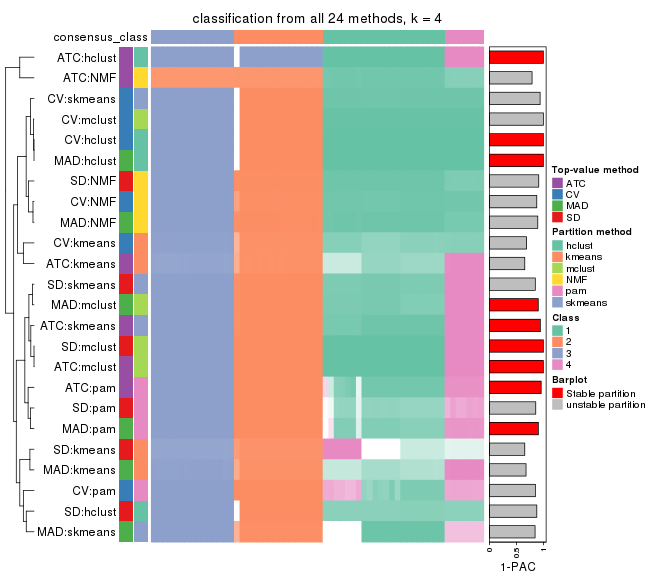 classification from all 24 methods, k = 4
consensus_class
ATC:hclust
ATC:NMF
CV:skmeans
CV:mclust
CV:hclust
MAD:hclust
SD:NMF
CV:NMF
MAD:NMF
CV:kmeans
ATC:kmeans
SD:skmeans
MAD:mclust
ATC:skmeans
SD:mclust
ATC:mclust
ATC:pam
SD:pam
MAD:pam
SD:kmeans
MAD:kmeans
CV:pam
SD:hclust
MAD:skmeans
0
0.5
1
1-PAC
Top-value method
ATC
CV
MAD
SD
Partition method
hclust
kmeans
mclust
NMF
pam
skmeans
Class
1
2
3
4
Barplot
Stable partition
unstable partition